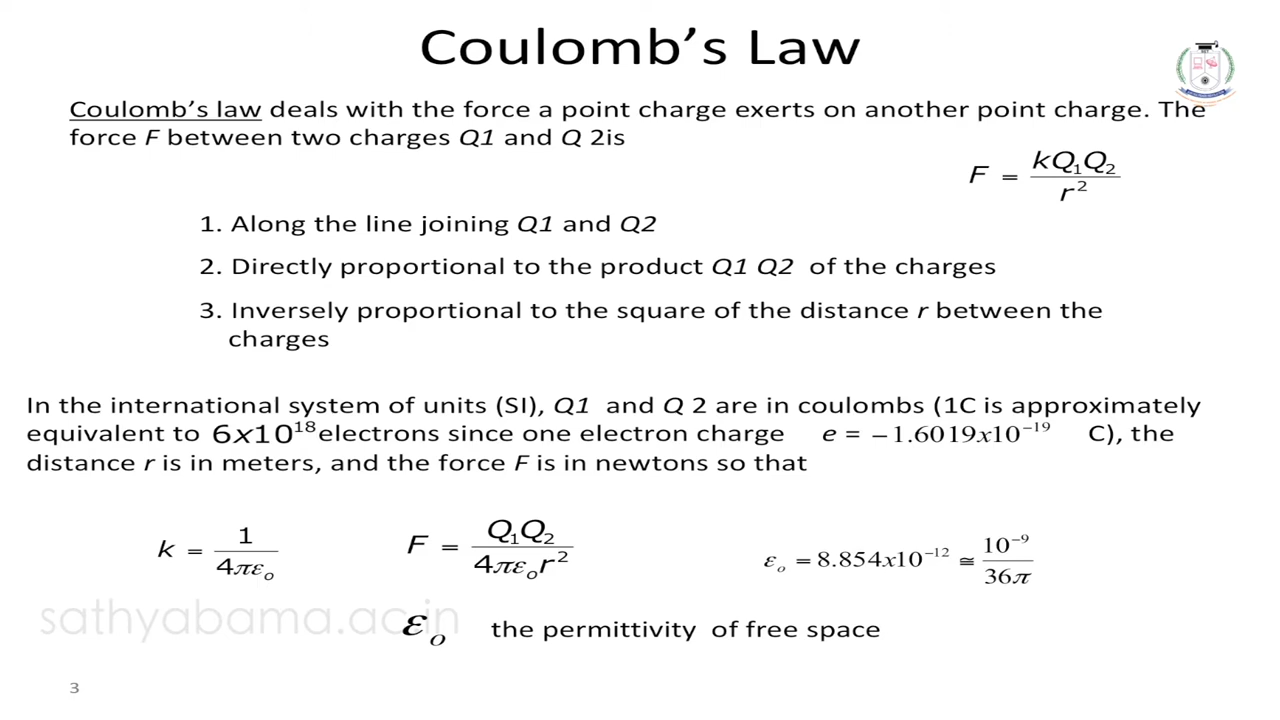 Coulomb's Law
Coulomb's law deals with the force a point charge exerts on another point charge. The
force F between two charges Q1 and Q 2is
F = kQ₁Q₂ / r²
1. Along the line joining Q1 and Q2
2. Directly proportional to the product Q1 Q2 of the charges
3. Inversely proportional to the square of the distance r between the
charges
In the international system of units (SI), Q1 and Q 2 are in coulombs (1C is approximately
equivalent to 6x10¹⁸ electrons since one electron charge e = −1.6019x10⁻¹⁹ C), the
distance r is in meters, and the force F is in newtons so that
k = 1 / 4πεₒ
F = Q₁Q₂ / 4πεₒr²
εₒ = 8.854x10⁻¹² ≅ 10⁻⁹ / 36π
sathyabama.ac.in
εₒ the permittivity of free space
3